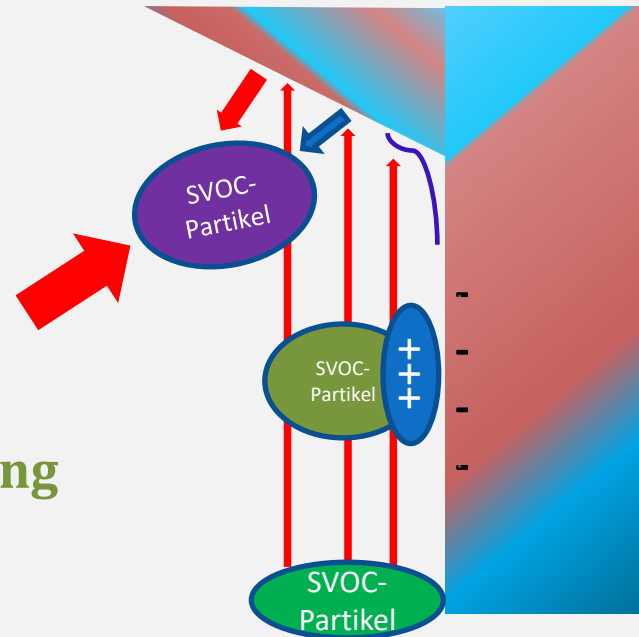 SVOC-
Partikel
SVOC-
Partikel
+
+
+
-
-
-
-
ng
SVOC-
Partikel